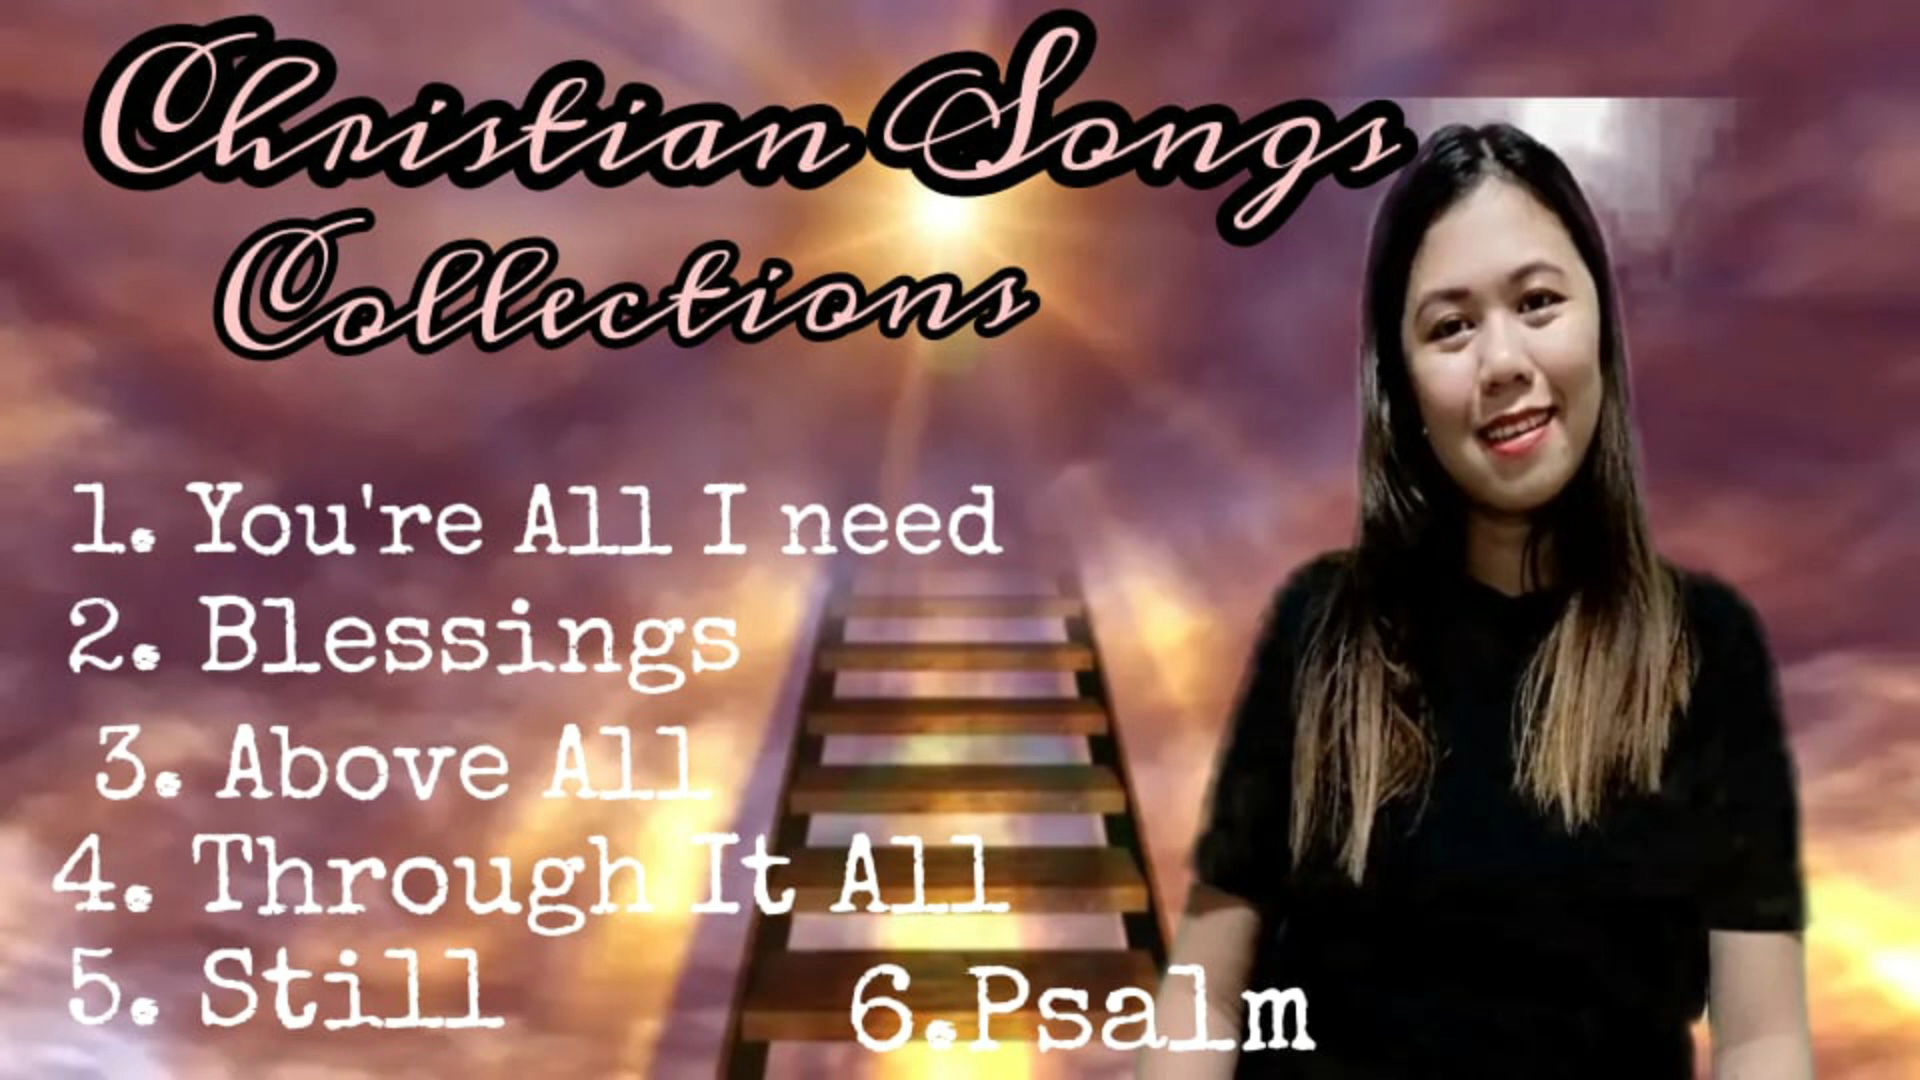 Christian Songs
Collections
1. You're All I need
2. Blessings
3. Above All
4. Through It All
5. Still
6.Psalm